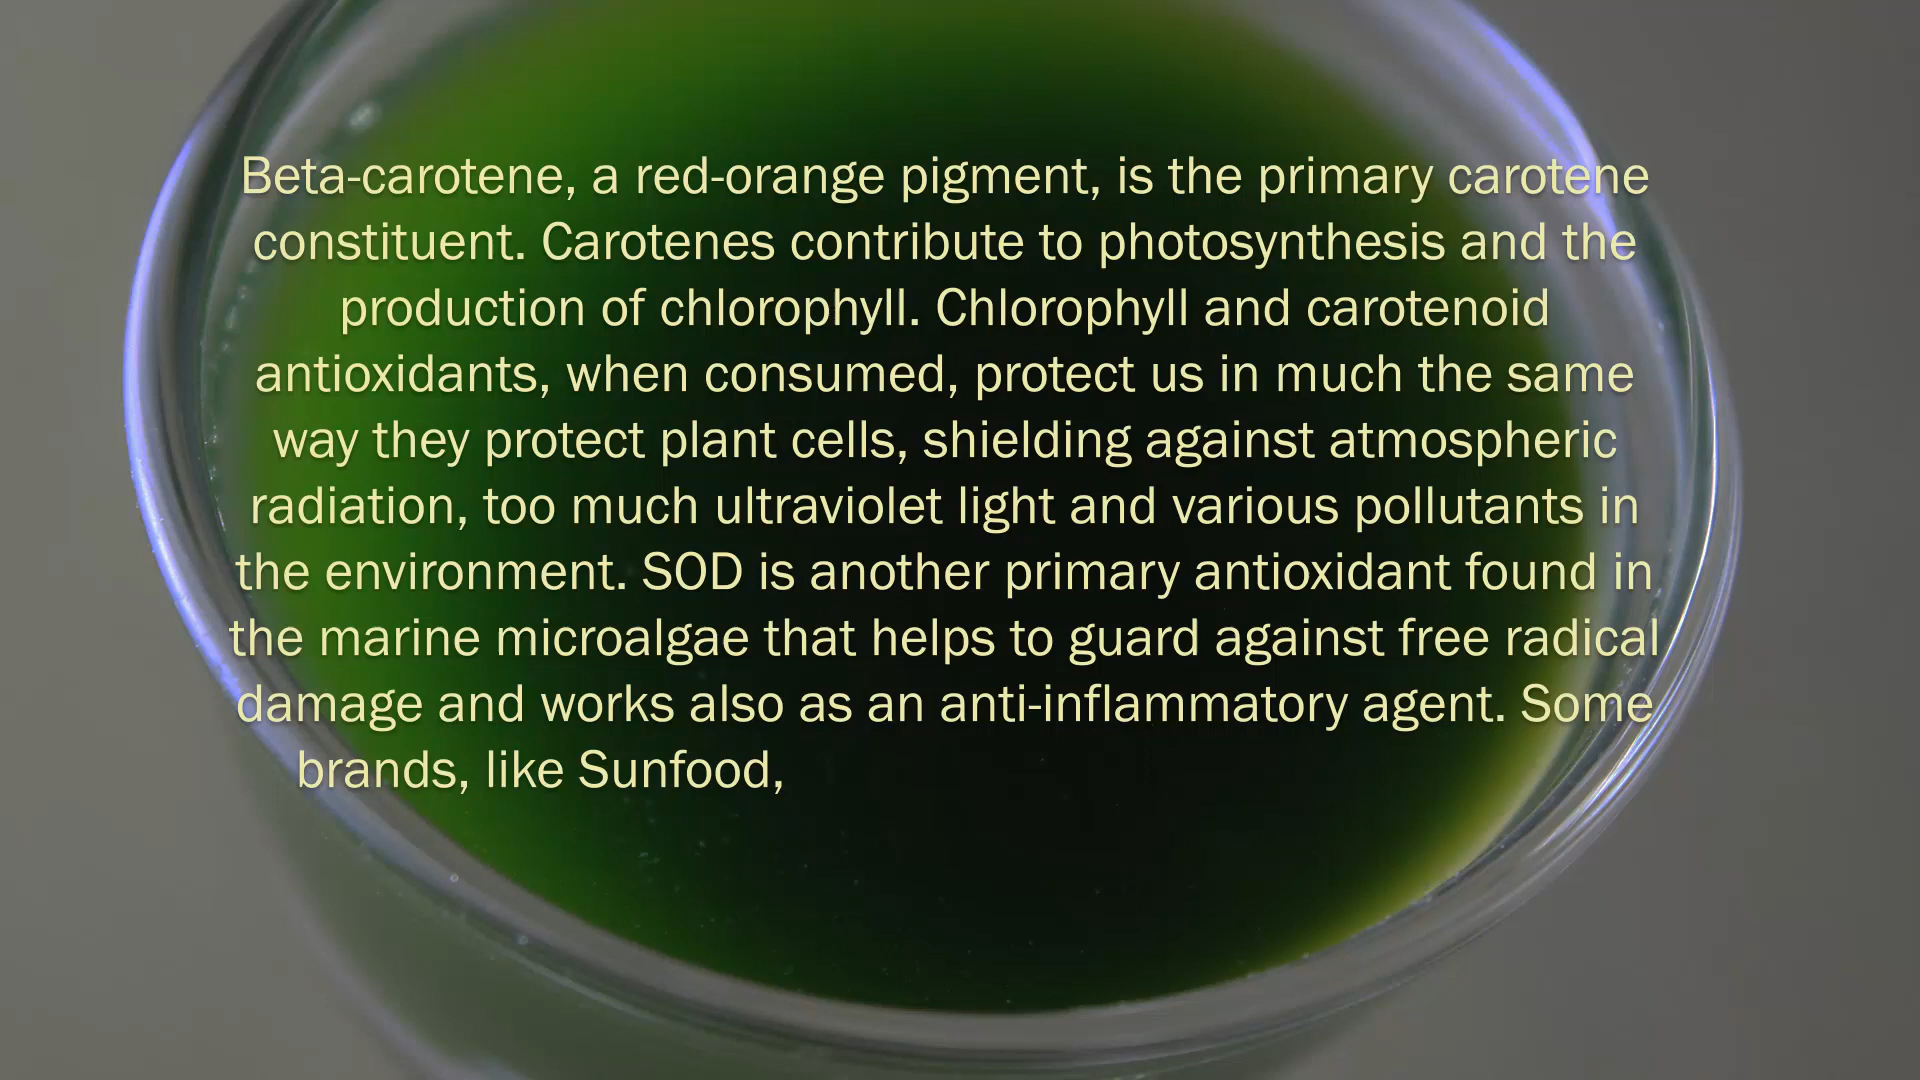 Beta-carotene, a red-orange pigment, is the primary carotene
constituent. Carotenes contribute to photosynthesis and the
production of chlorophyll. Chlorophyll and carotenoid
antioxidants, when consumed, protect us in much the same
way they protect plant cells, shielding against atmospheric
radiation, too much ultraviolet light and various pollutants in
the environment. SOD is another primary antioxidant found in
the marine microalgae that helps to guard against free radical
damage and works also as an anti-inflammatory agent. Some
brands, like Sunfood,